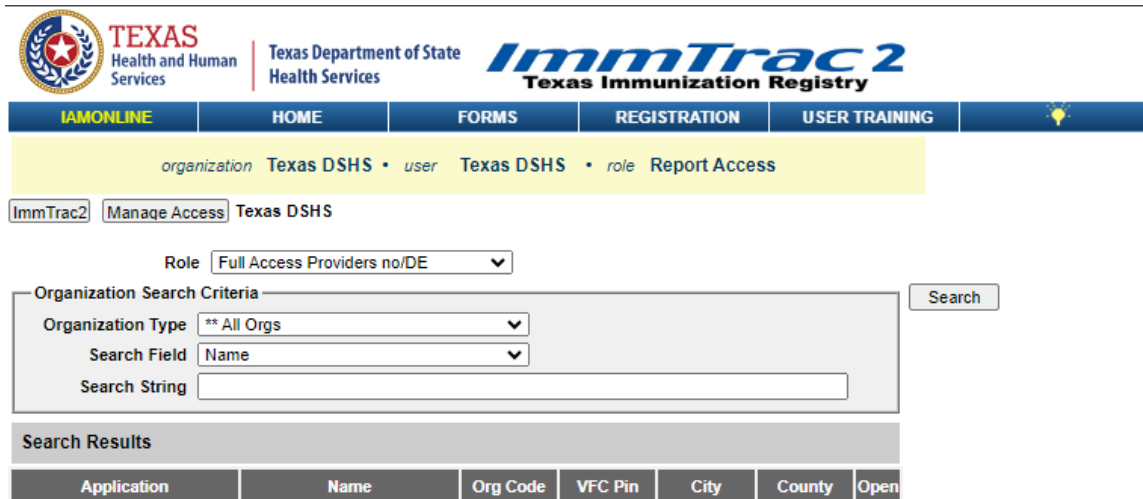 TEXAS
Health and Human
Services
Texas Department of State
Health Services
ImmTrac2
Texas Immunization Registry
IAMONLINE HOME FORMS REGISTRATION USER TRAINING
organization Texas DSHS • user Texas DSHS • role Report Access
ImmTrac2 Manage Access Texas DSHS
Role Full Access Providers no/DE
Organization Search Criteria
Search
Organization Type ** All Orgs
Search Field Name
Search String
Search Results
Application Name Org Code VFC Pin City County Open